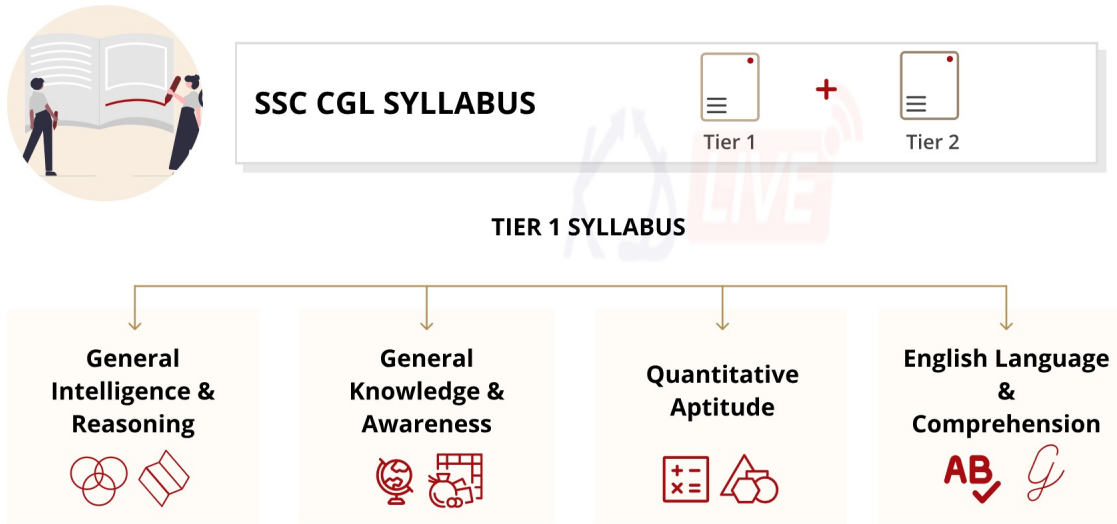 SSC CGL SYLLABUS
Tier 1
+
Tier 2
LIVE
TIER 1 SYLLABUS
General
Intelligence &
Reasoning
General
Knowledge &
Awareness
Quantitative
Aptitude
English Language
&
Comprehension
AB
G